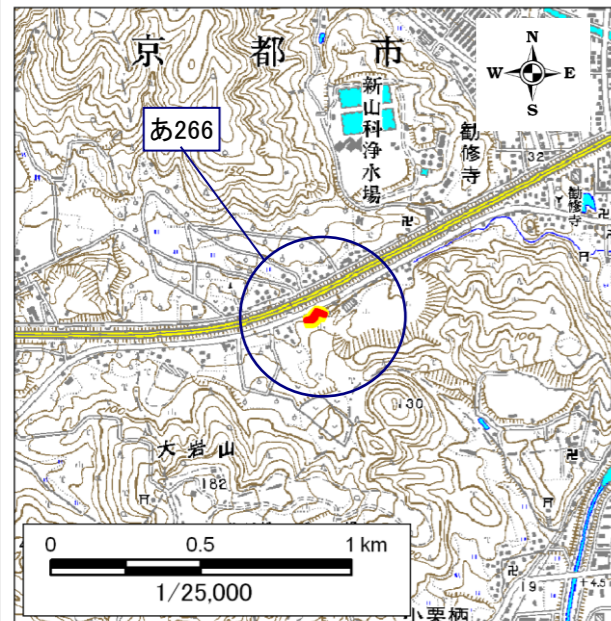 京都市
N
W E
S
あ266
新山科浄水場
勧修寺
32
勧修寺
130
大岩山
182
0 0.5 1 km
1/25,000
19
小栗栖